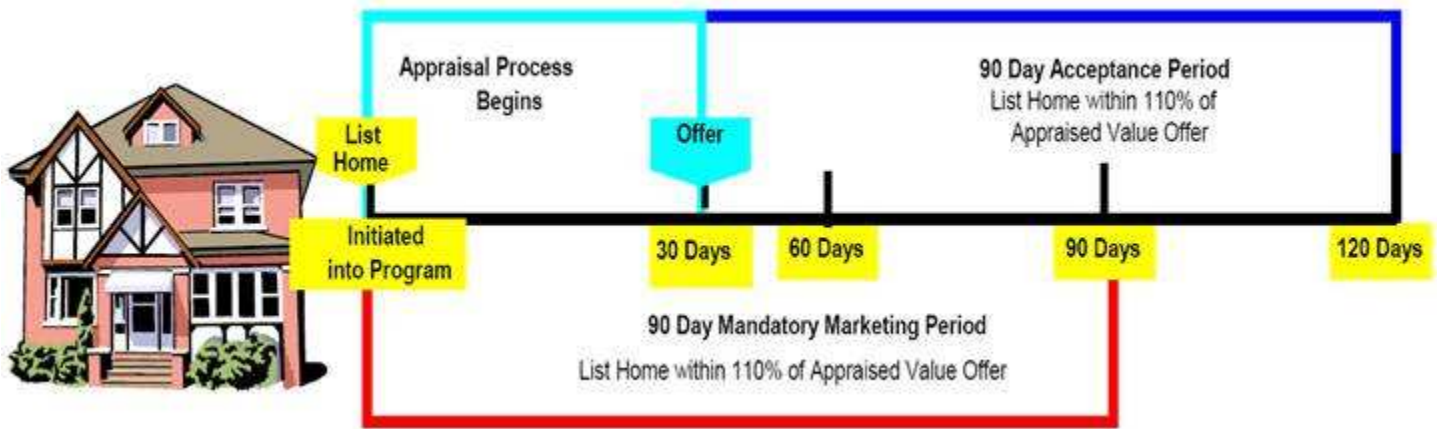 Appraisal Process
Begins
90 Day Acceptance Period
List Home within 110% of
Appraised Value Offer
List
Home
Offer
Initiated
into Program
30 Days
60 Days
90 Days
120 Days
90 Day Mandatory Marketing Period
List Home within 110% of Appraised Value Offer